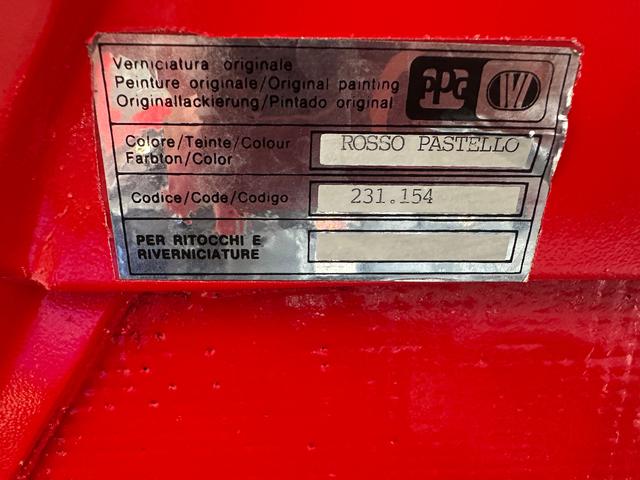 Verniciatura originale
Peinture originale/Original painting
Originallackierung/Pintado original
PPG IVI
Colore/Teinte/Colour
Farbton/Color
ROSSO PASTELLO
Codice/Code/Codigo
231.154
PER RITOCCHI E
RIVERNICIATURE